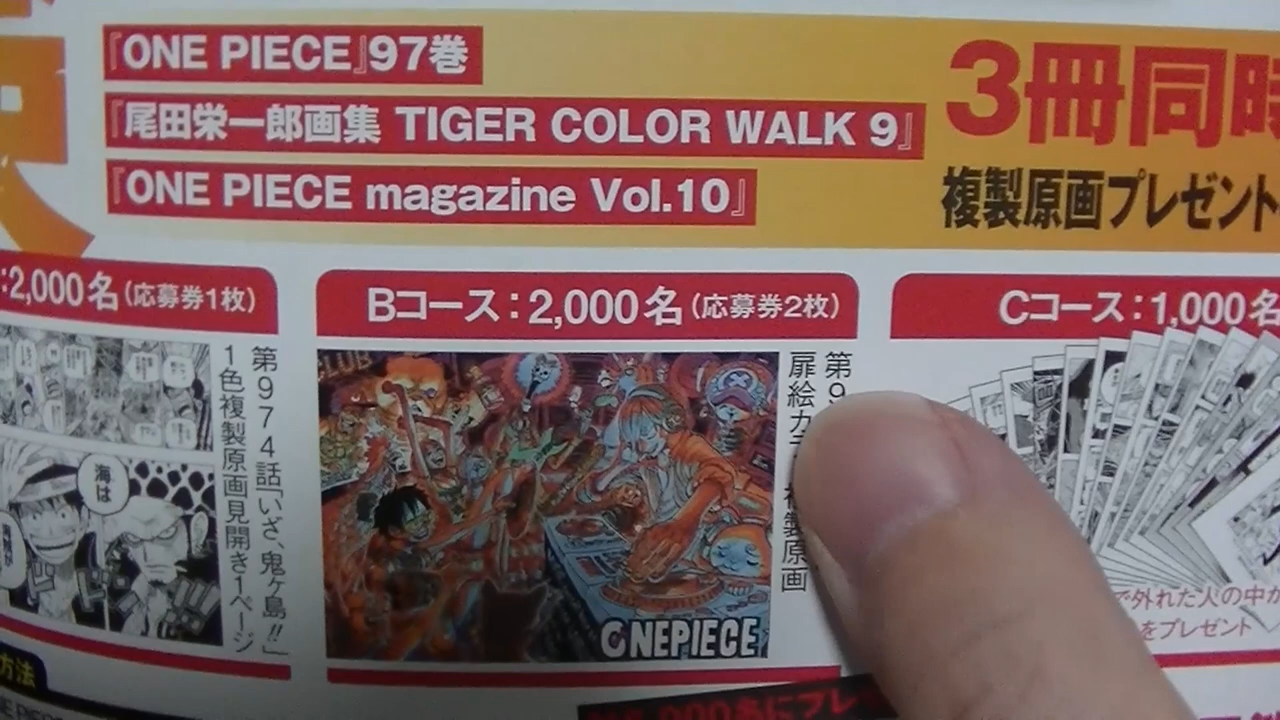 『ONE PIECE』97巻
『尾田栄一郎画集 TIGER COLOR WALK 9』
『ONE PIECE magazine Vol.10』
3冊同時
複製原画プレゼント
:2,000名(応募券1枚)
Bコース:2,000名(応募券2枚)
Cコース:1,000名
第974話「いざ、鬼ヶ島!!」
1色複製原画見開き1ページ
海は
ONEPIECE
第9
扉絵カ
製原画
で外れた人の中か
をプレゼント
方法